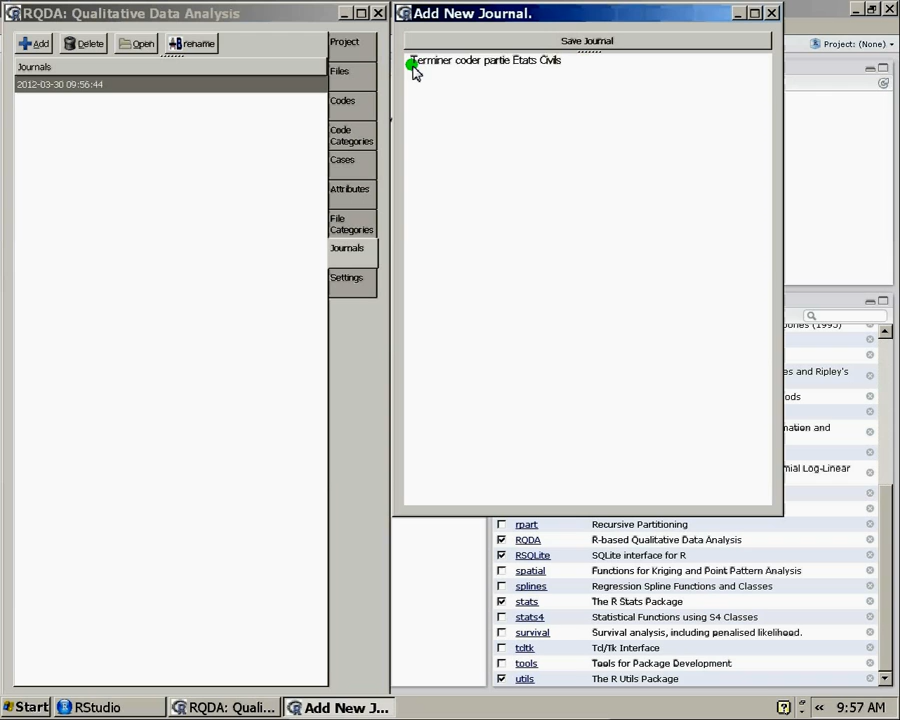 RQDA: Qualitative Data Analysis
Add
Delete
Open
rename
Journals
2012-03-30 09:56:44
Project
Files
Codes
Code
Categories
Cases
Attributes
File
Categories
Journals
Settings
Add New Journal.
Save Journal
Terminer coder partie Etats Civils
Project: (None)
Jones (1995)
es and Ripley's
ods
mation and
mial Log-Linear
rpart Recursive Partitioning
RQDA R-based Qualitative Data Analysis
RSQLite SQLite interface for R
spatial Functions for Kriging and Point Pattern Analysis
splines Regression Spline Functions and Classes
stats The R Stats Package
stats4 Statistical Functions using S4 Classes
survival Survival analysis, including penalised likelihood.
tcltk Tcl/Tk Interface
tools Tools for Package Development
utils The R Utils Package
Start
RStudio
RQDA: Quali...
Add New J...
9:57 AM